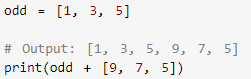 odd = [1, 3, 5]
# Output: [1, 3, 5, 9, 7, 5]
print(odd + [9, 7, 5])